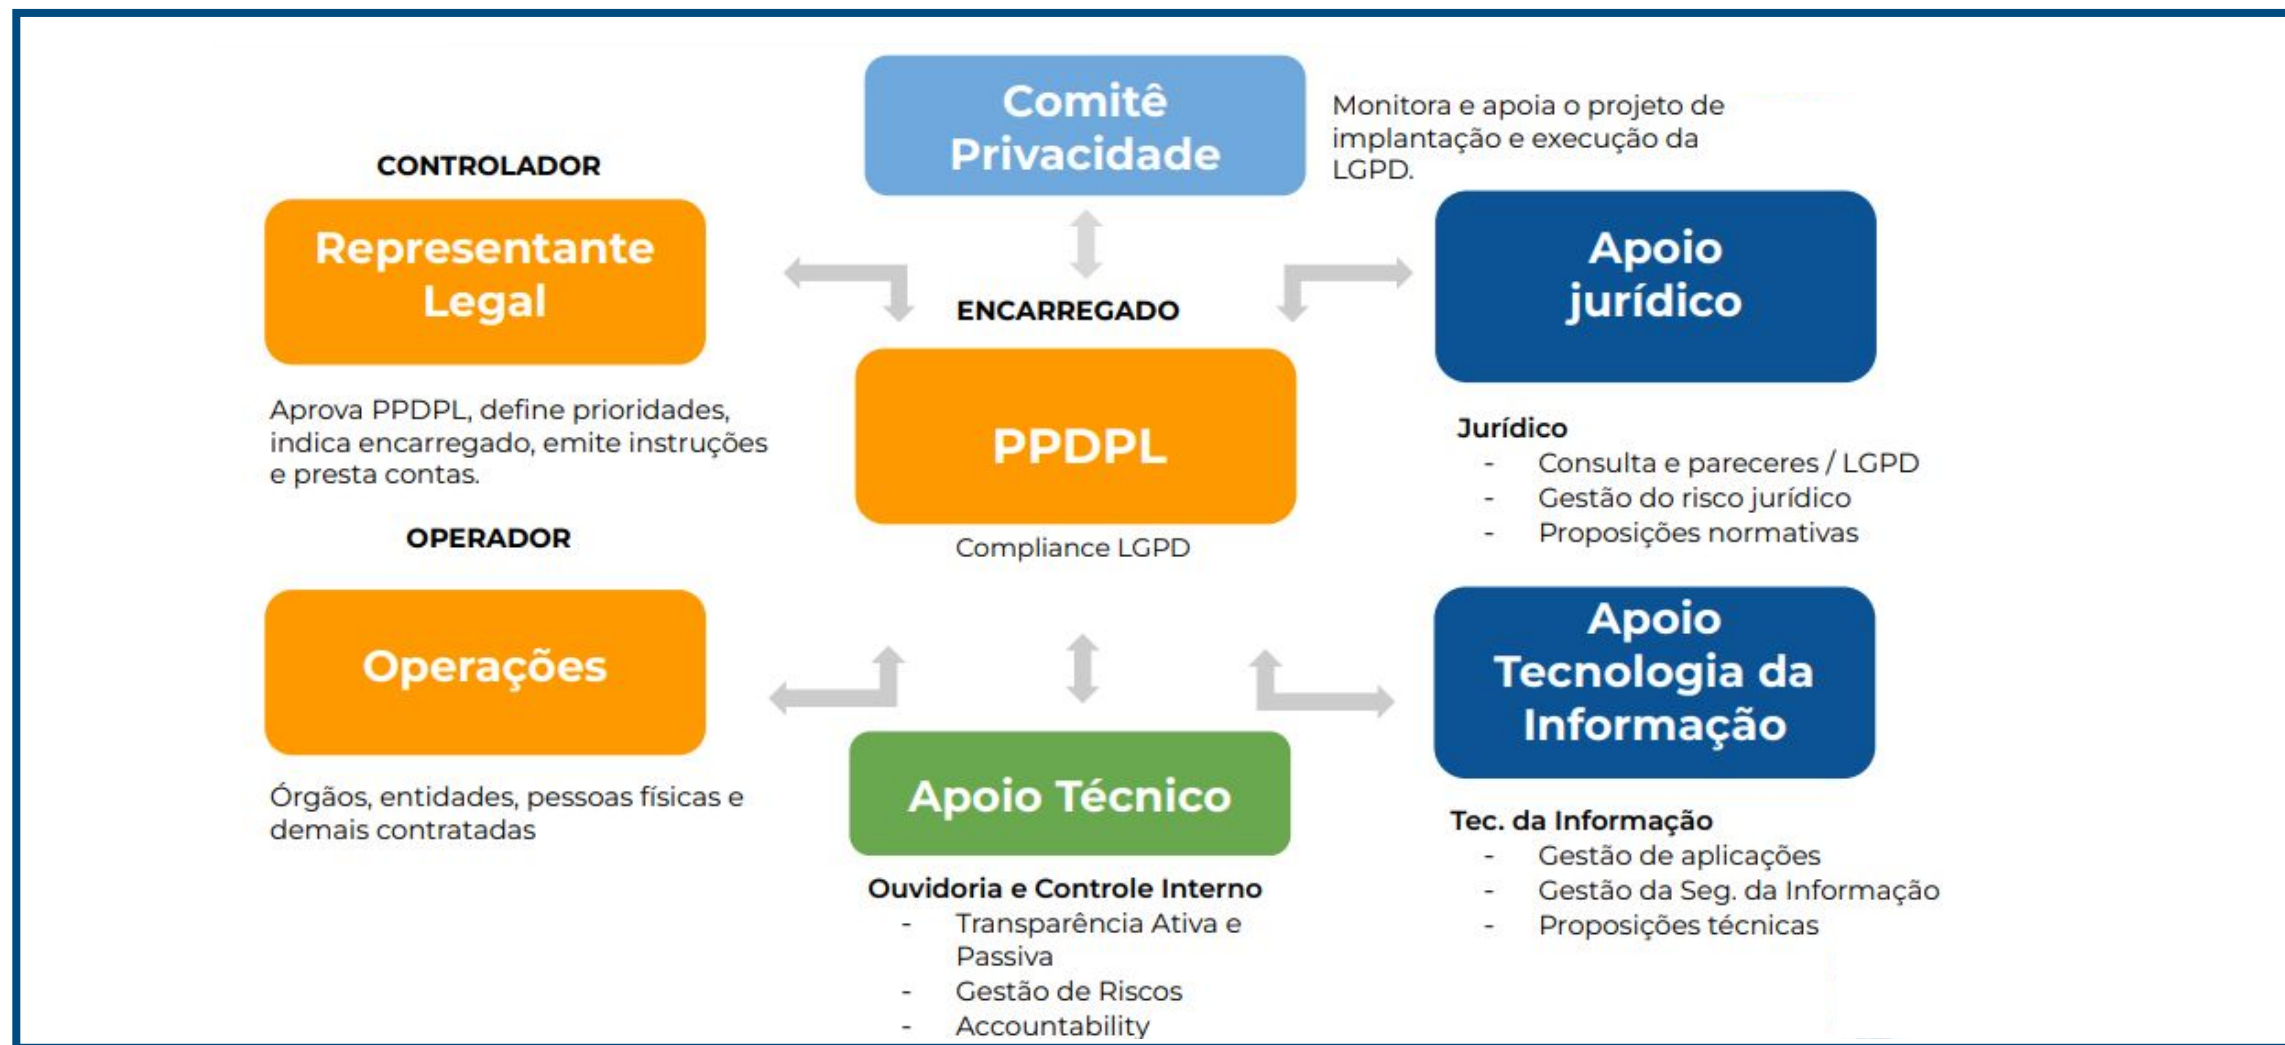 Comitê
Privacidade
Monitora e apoia o projeto de
implantação e execução da
LGPD.
CONTROLADOR
Representante
Legal
Aprova PPDPL, define prioridades,
indica encarregado, emite instruções
e presta contas.
ENCARREGADO
PPDPL
Compliance LGPD
Apoio
jurídico
Jurídico
- Consulta e pareceres / LGPD
- Gestão do risco jurídico
- Proposições normativas
OPERADOR
Operações
Órgãos, entidades, pessoas físicas e
demais contratadas
Apoio Técnico
Ouvidoria e Controle Interno
- Transparência Ativa e
Passiva
- Gestão de Riscos
- Accountability
Apoio
Tecnologia da
Informação
Tec. da Informação
- Gestão de aplicações
- Gestão da Seg. da Informação
- Proposições técnicas